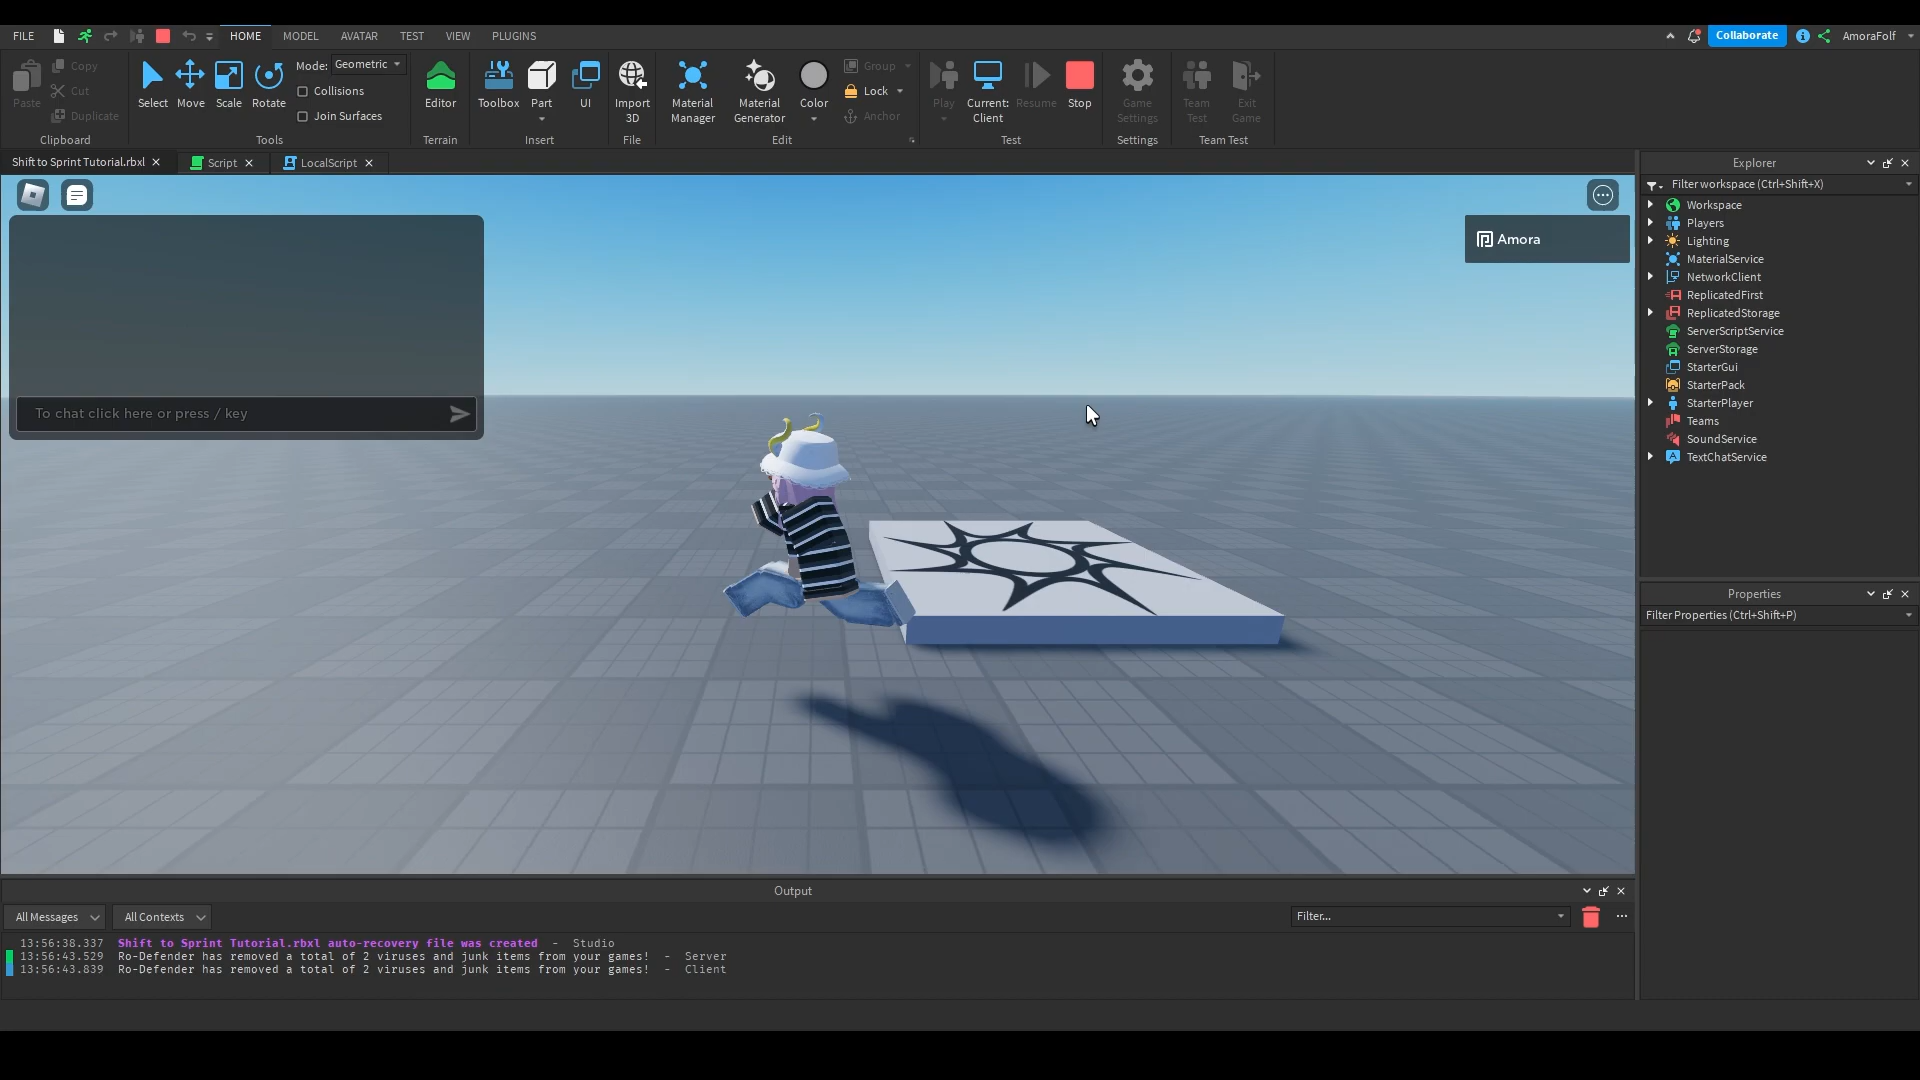 FILE HOME MODEL AVATAR TEST VIEW PLUGINS Collaborate AmoraFolf
Paste Copy Cut Duplicate Clipboard
Select Move Scale Rotate Mode: Geometric Collisions Join Surfaces Tools
Editor Terrain
Toolbox Part UI Insert
Import 3D File
Material Manager Material Generator Color Group Lock Anchor Edit
Play Current: Client Resume Stop Test
Game Settings Settings
Team Test Exit Game Team Test
Shift to Sprint Tutorial.rbxl Script LocalScript
To chat click here or press / key
Amora
Explorer
Filter workspace (Ctrl+Shift+X)
Workspace
Players
Lighting
MaterialService
NetworkClient
ReplicatedFirst
ReplicatedStorage
ServerScriptService
ServerStorage
StarterGui
StarterPack
StarterPlayer
Teams
SoundService
TextChatService
Properties
Filter Properties (Ctrl+Shift+P)
Output
All Messages All Contexts Filter...
13:56:38.337 Shift to Sprint Tutorial.rbxl auto-recovery file was created - Studio
13:56:43.529 Ro-Defender has removed a total of 2 viruses and junk items from your games! - Server
13:56:43.839 Ro-Defender has removed a total of 2 viruses and junk items from your games! - Client